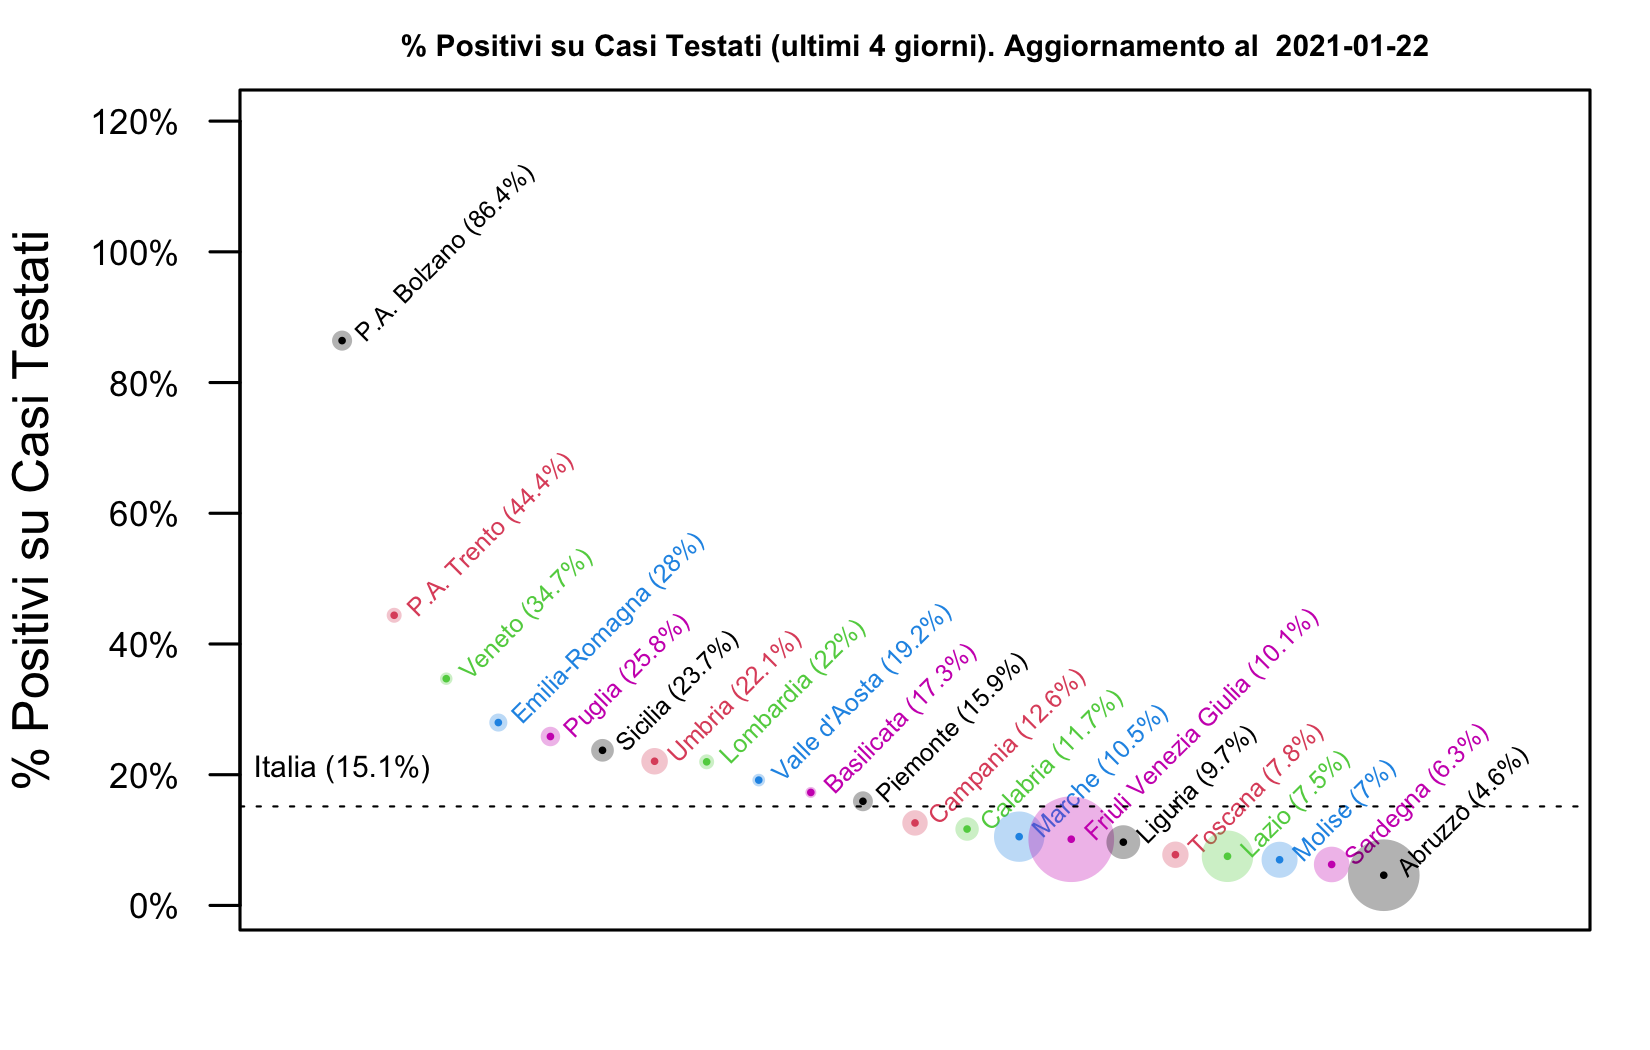 % Positivi su Casi Testati (ultimi 4 giorni). Aggiornamento al  2021-01-22
% Positivi su Casi Testati
120%
100%
80%
60%
40%
20%
0%
Italia (15.1%)
P.A. Bolzano (86.4%)
P.A. Trento (44.4%)
Veneto (34.7%)
Emilia-Romagna (28%)
Puglia (25.8%)
Sicilia (23.7%)
Umbria (22.1%)
Lombardia (22%)
Valle d'Aosta (19.2%)
Basilicata (17.3%)
Piemonte (15.9%)
Campania (12.6%)
Calabria (11.7%)
Marche (10.5%)
Friuli Venezia Giulia (10.1%)
Liguria (9.7%)
Toscana (7.8%)
Lazio (7.5%)
Molise (7%)
Sardegna (6.3%)
Abruzzo (4.6%)